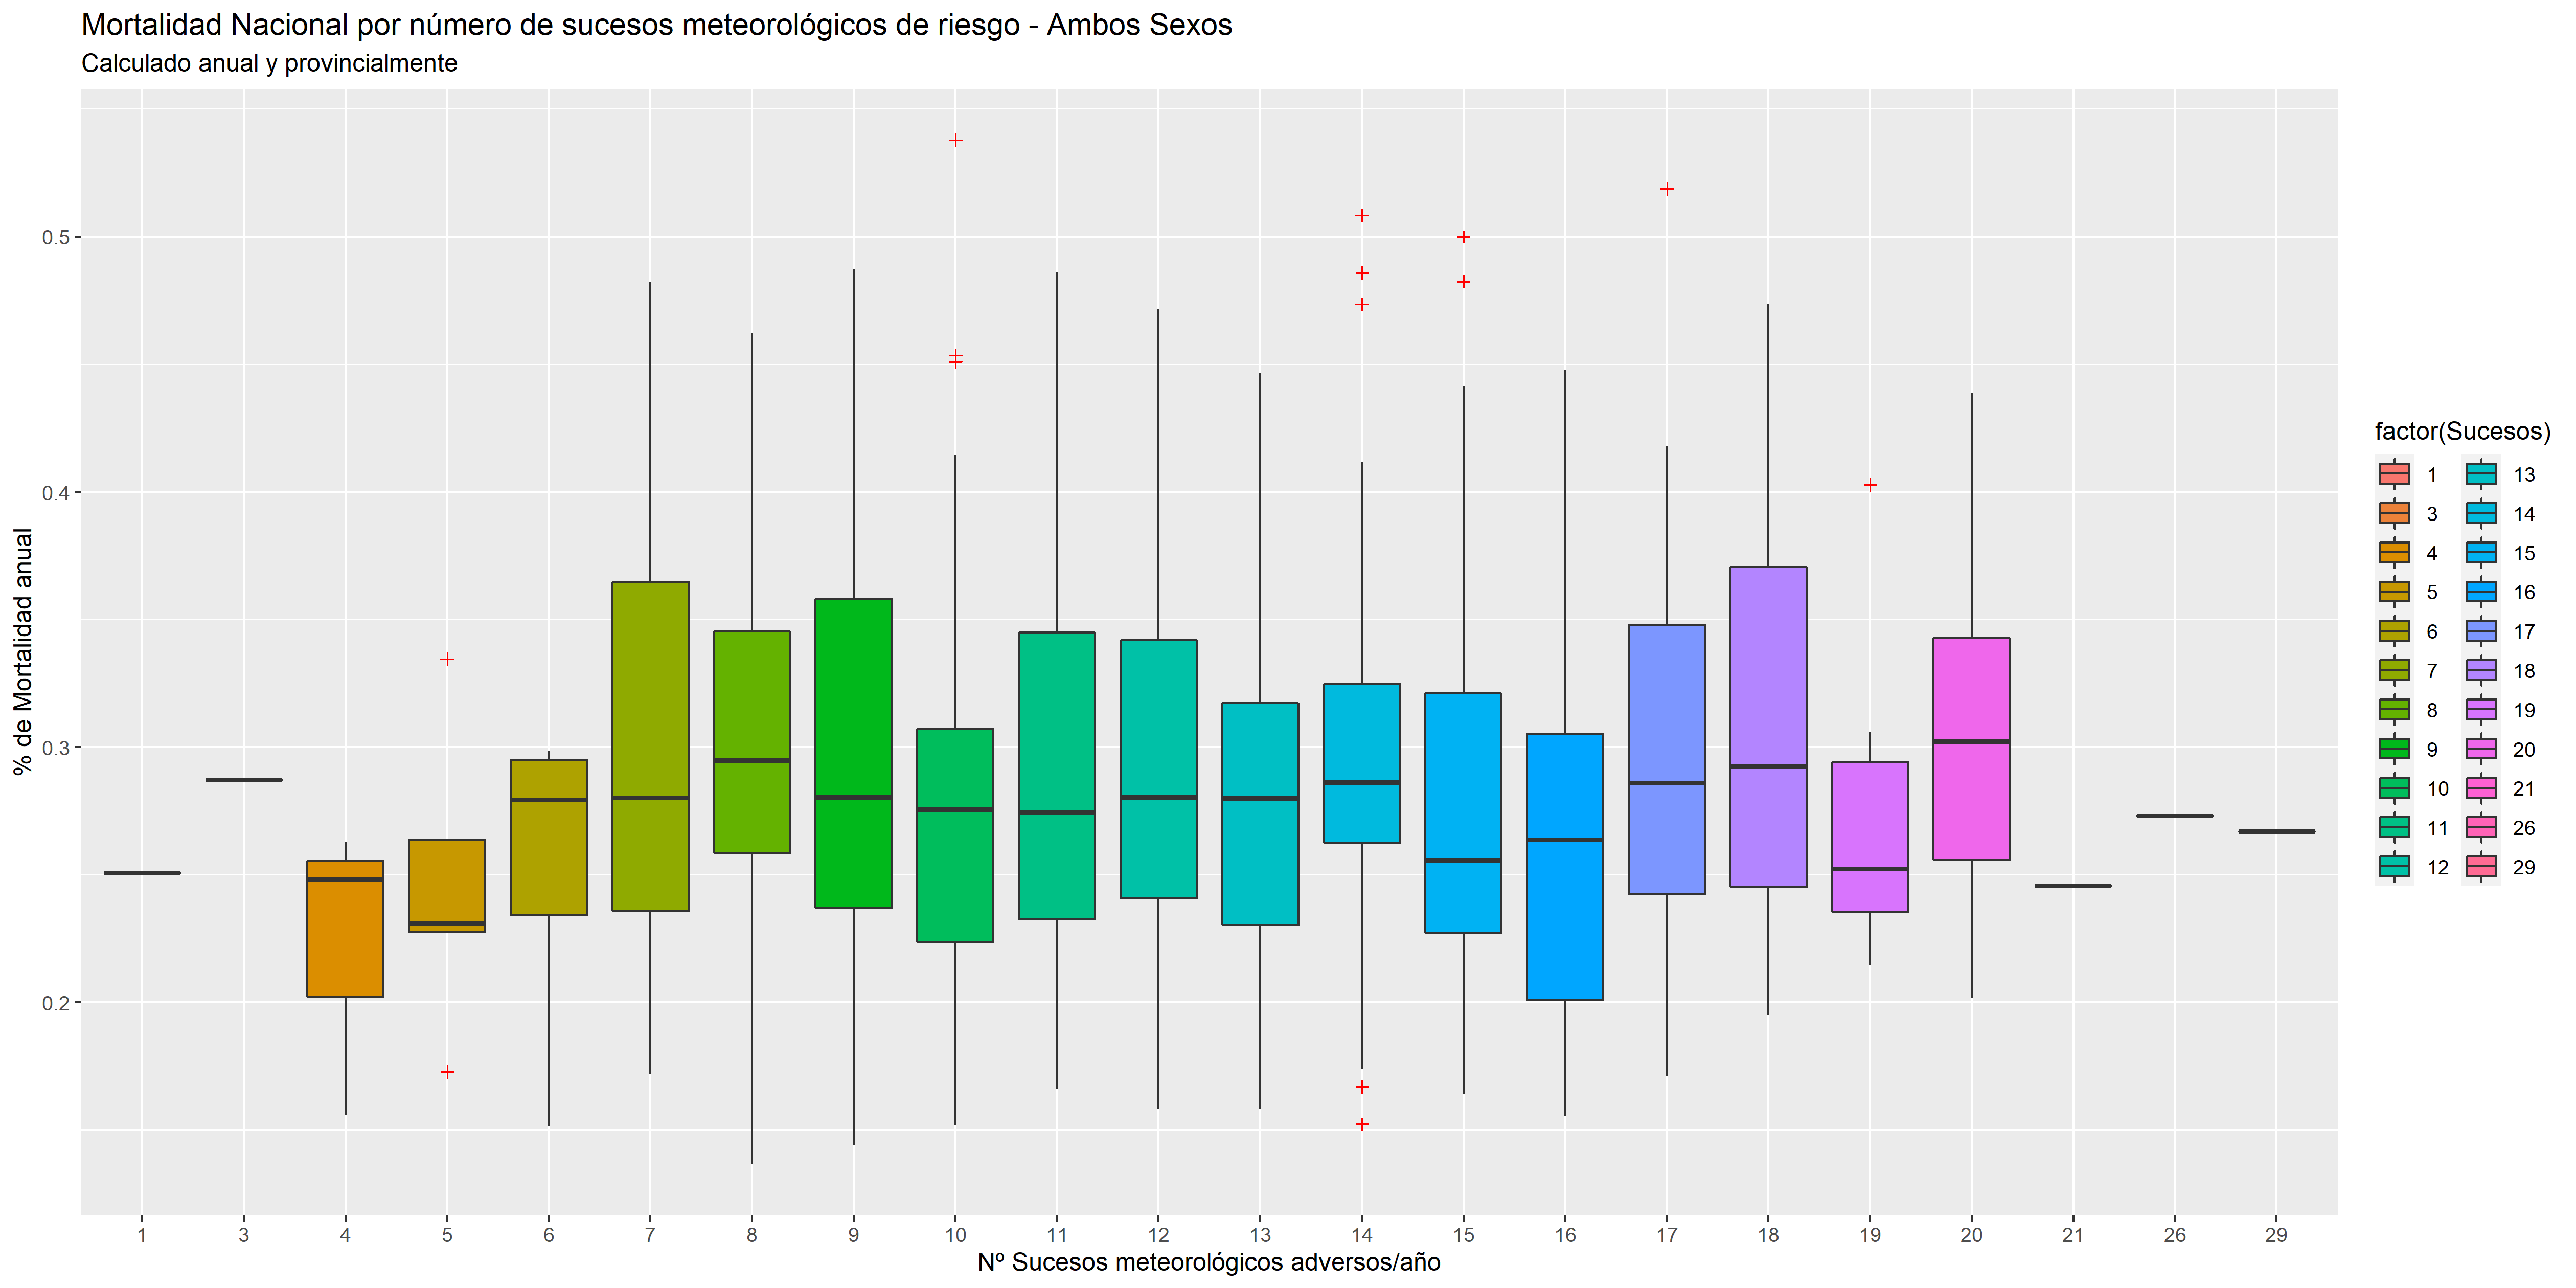 Mortalidad Nacional por número de sucesos meteorológicos de riesgo - Ambos Sexos
Calculado anual y provincialmente
% de Mortalidad anual
0.5
0.4
0.3
0.2
1 3 4 5 6 7 8 9 10 11 12 13 14 15 16 17 18 19 20 21 26 29
Nº Sucesos meteorológicos adversos/año
factor(Sucesos)
1 13
3 14
4 15
5 16
6 17
7 18
8 19
9 20
10 21
11 26
12 29